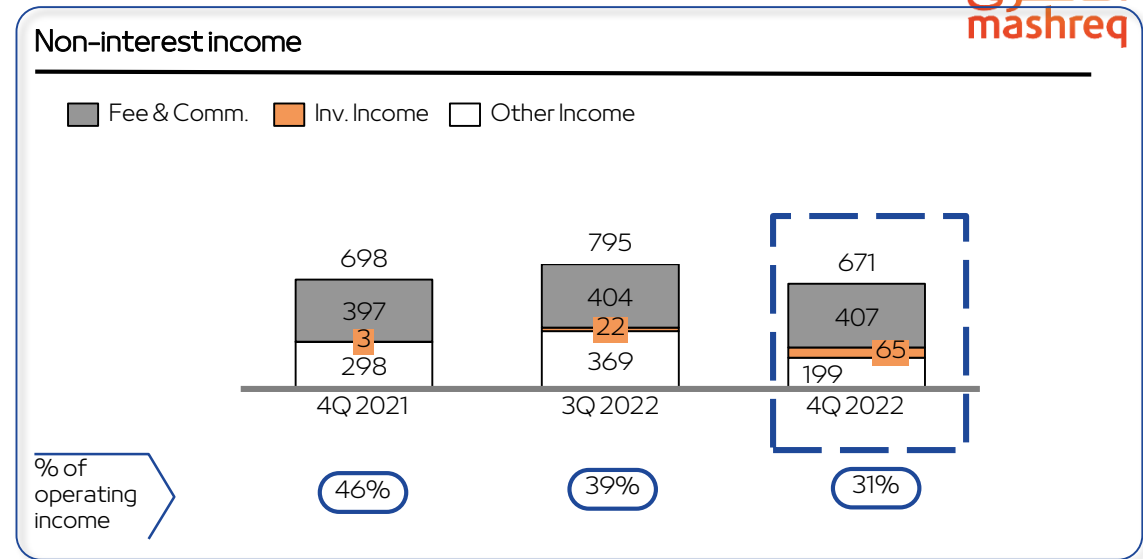 mashreq
Non-interest income
Fee & Comm. Inv. Income Other Income
698 795 671
397 404 407
3 22 65
298 369 199
4Q 2021 3Q 2022 4Q 2022
% of
operating
income
46% 39% 31%